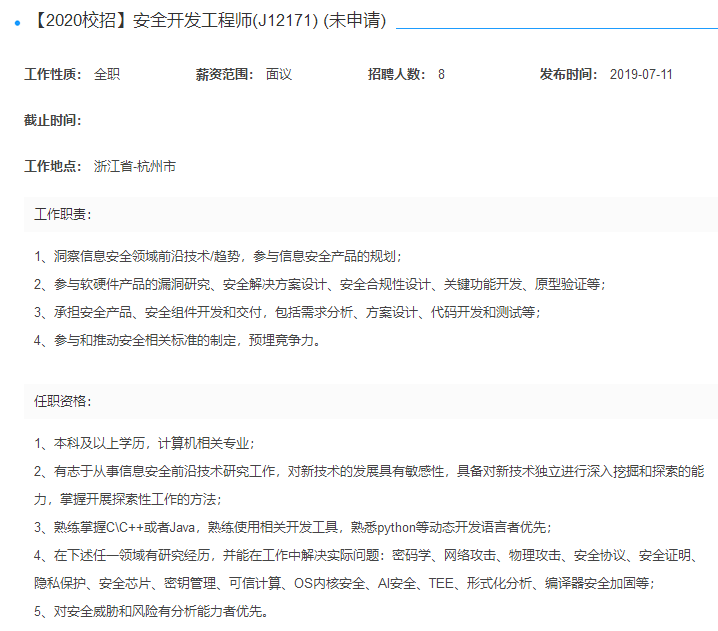 【2020校招】安全开发工程师(J12171) (未申请)
工作性质： 全职 薪资范围： 面议 招聘人数： 8 发布时间： 2019-07-11
截止时间：
工作地点： 浙江省-杭州市
工作职责：
1、洞察信息安全领域前沿技术/趋势，参与信息安全产品的规划；
2、参与软硬件产品的漏洞研究、安全解决方案设计、安全合规性设计、关键功能开发、原型验证等；
3、承担安全产品、安全组件开发和交付，包括需求分析、方案设计、代码开发和测试等；
4、参与和推动安全相关标准的制定，预埋竞争力。
任职资格：
1、本科及以上学历，计算机相关专业；
2、有志于从事信息安全前沿技术研究工作，对新技术的发展具有敏感性，具备对新技术独立进行深入挖掘和探索的能
力，掌握开展探索性工作的方法；
3、熟练掌握C\C++或者Java，熟练使用相关开发工具，熟悉python等动态开发语言者优先；
4、在下述任一领域有研究经历，并能在工作中解决实际问题：密码学、网络攻击、物理攻击、安全协议、安全证明、
隐私保护、安全芯片、密钥管理、可信计算、OS内核安全、AI安全、TEE、形式化分析、编译器安全加固等；
5、对安全威胁和风险有分析能力者优先。